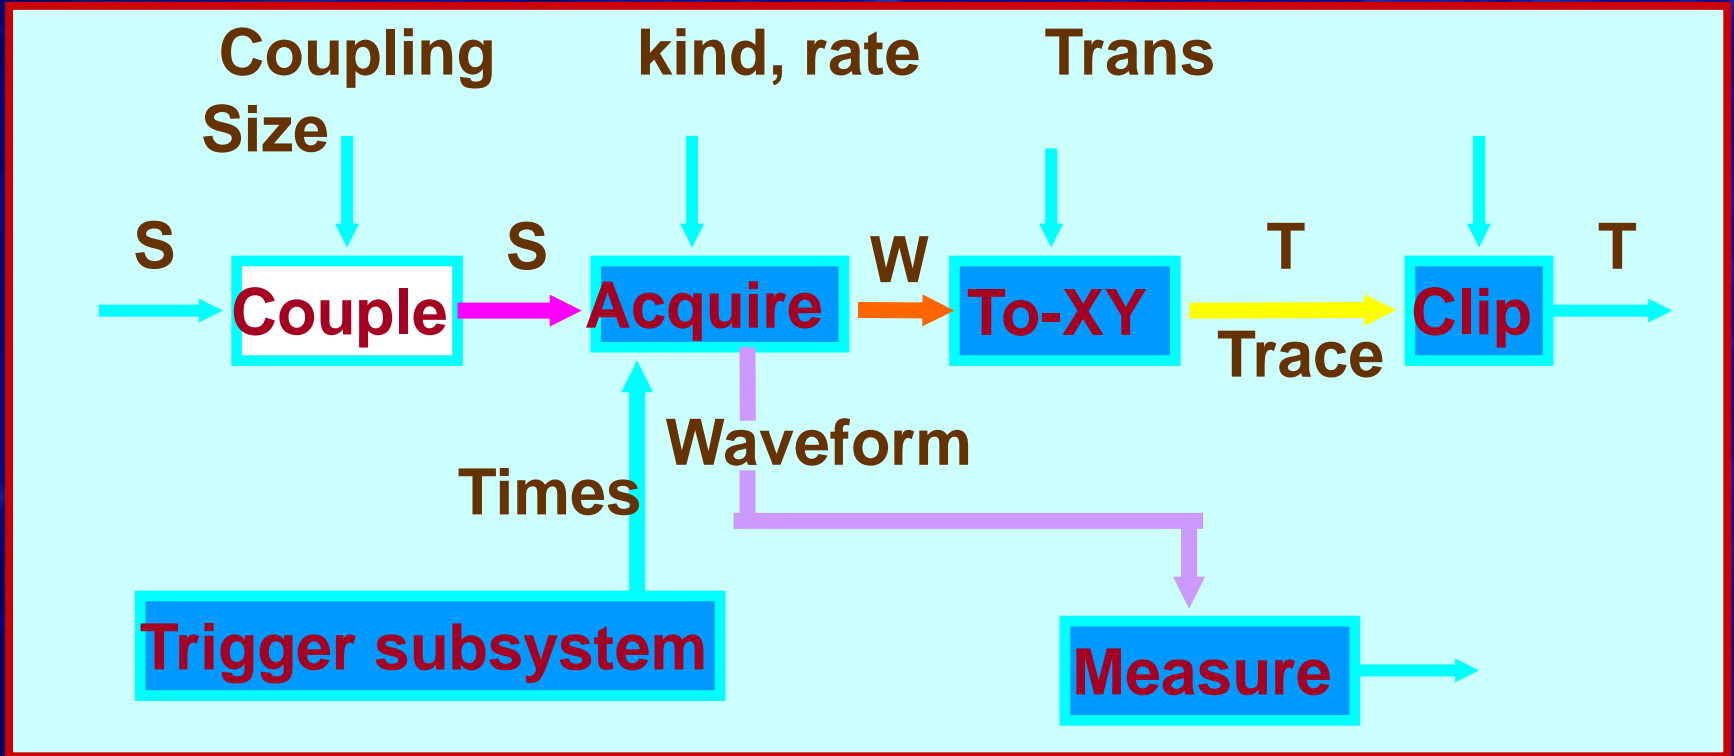 Coupling kind, rate Trans
Size
S S W T T
Couple Acquire To-XY Clip
Trace
Waveform
Times
Trigger subsystem Measure